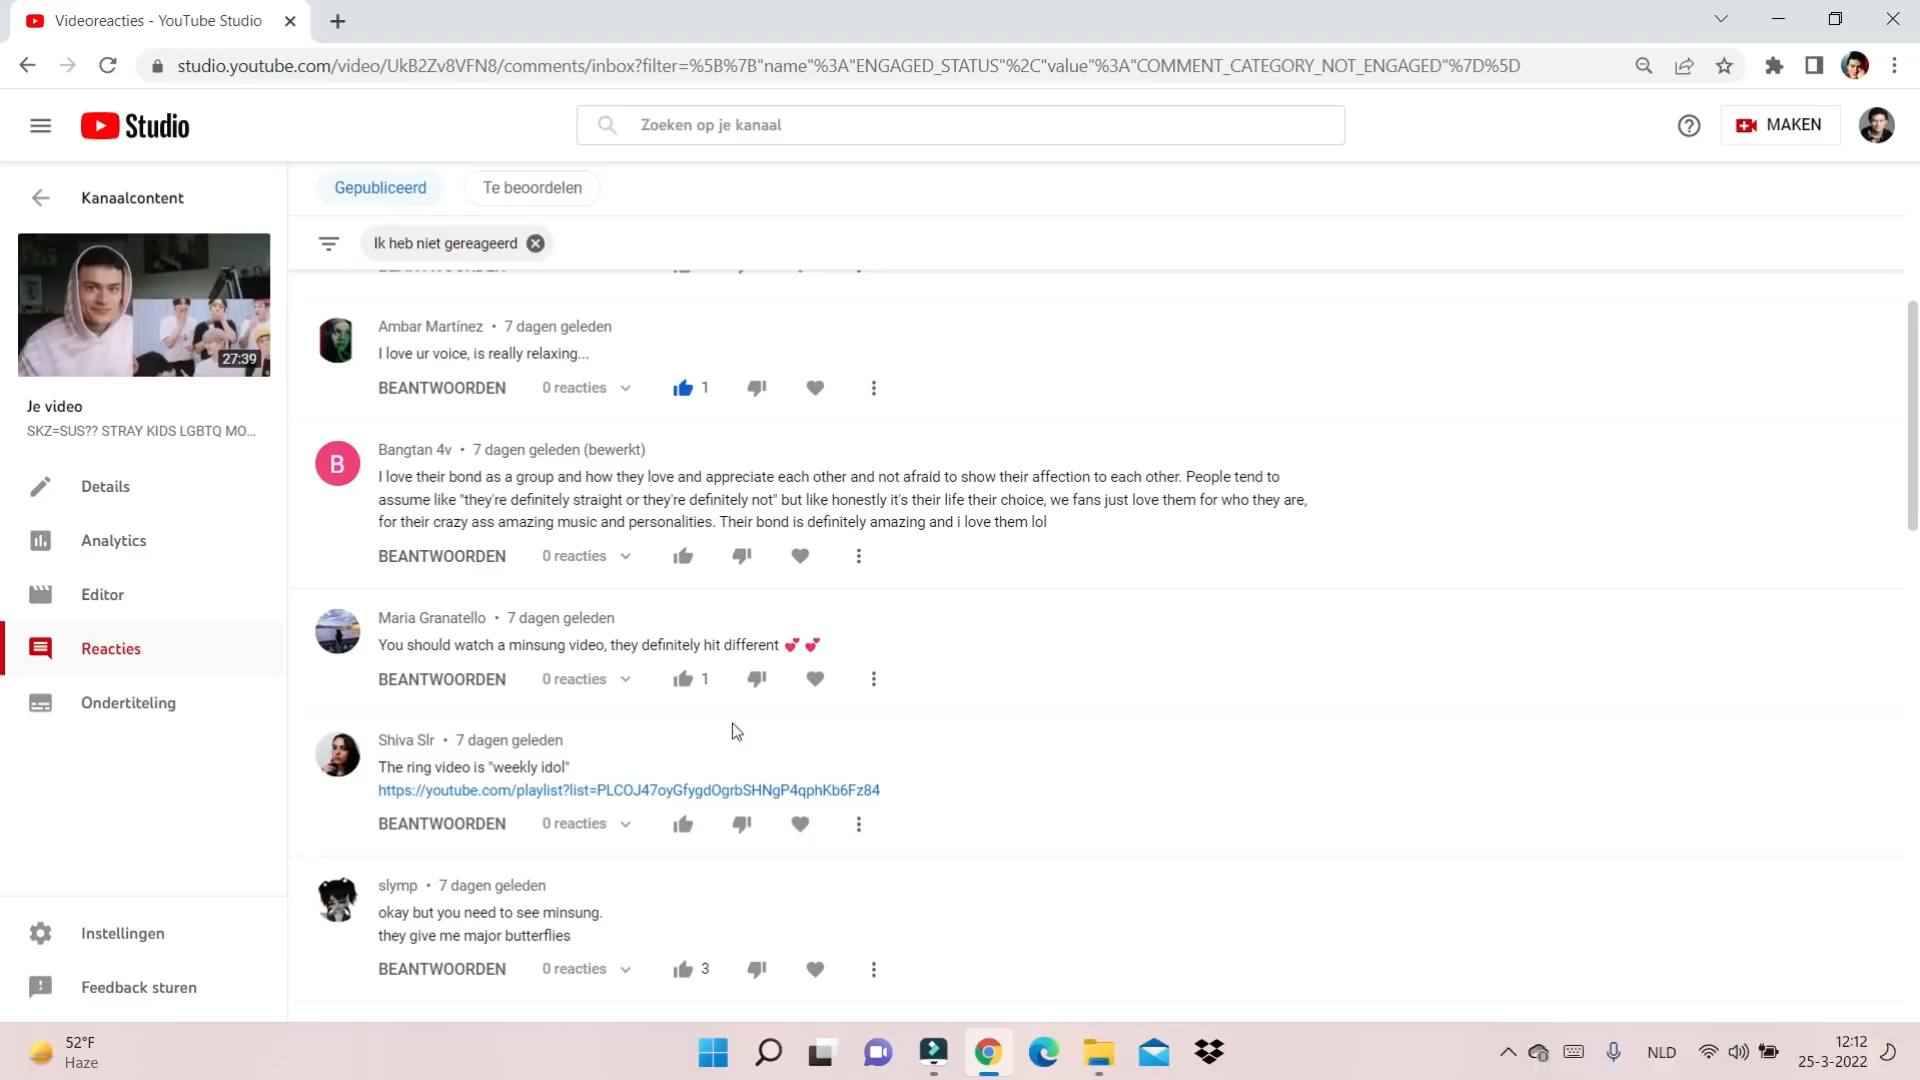 Videoreacties - YouTube Studio
studio.youtube.com/video/UkB2Zv8VFN8/comments/inbox?filter=%5B%7B"name"%3A"ENGAGED_STATUS"%2C"value"%3A"COMMENT_CATEGORY_NOT_ENGAGED"%7D%5D
Studio
Zoeken op je kanaal
MAKEN
Kanaalcontent
27:39
Je video
SKZ=SUS?? STRAY KIDS LGBTQ MO...
Details
Analytics
Editor
Reacties
Ondertiteling
Instellingen
Feedback sturen
Gepubliceerd
Te beoordelen
Ik heb niet gereageerd
Ambar Martínez • 7 dagen geleden
I love ur voice, is really relaxing...
BEANTWOORDEN 0 reacties 1
B
Bangtan 4v • 7 dagen geleden (bewerkt)
I love their bond as a group and how they love and appreciate each other and not afraid to show their affection to each other. People tend to
assume like "they're definitely straight or they're definitely not" but like honestly it's their life their choice, we fans just love them for who they are,
for their crazy ass amazing music and personalities. Their bond is definitely amazing and i love them lol
BEANTWOORDEN 0 reacties
Maria Granatello • 7 dagen geleden
You should watch a minsung video, they definitely hit different 💕 💕
BEANTWOORDEN 0 reacties 1
Shiva Slr • 7 dagen geleden
The ring video is "weekly idol"
https://youtube.com/playlist?list=PLCOJ47oyGfygdOgrbSHNgP4qphKb6Fz84
BEANTWOORDEN 0 reacties
slymp • 7 dagen geleden
okay but you need to see minsung.
they give me major butterflies
BEANTWOORDEN 0 reacties 3
52°F
Haze
NLD
12:12
25-3-2022